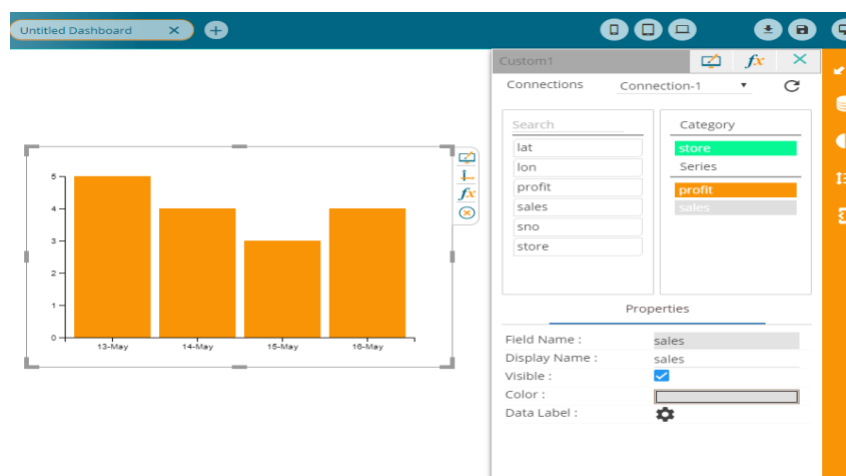 Untitled Dashboard
Custom1
fx
Connections
Connection-1
Search
lat
lon
profit
sales
sno
store
Category
store
Series
profit
sales
5
4
3
2
1
0
13-May
14-May
15-May
16-May
fx
Properties
Field Name :
sales
Display Name :
sales
Visible :
Color :
Data Label :